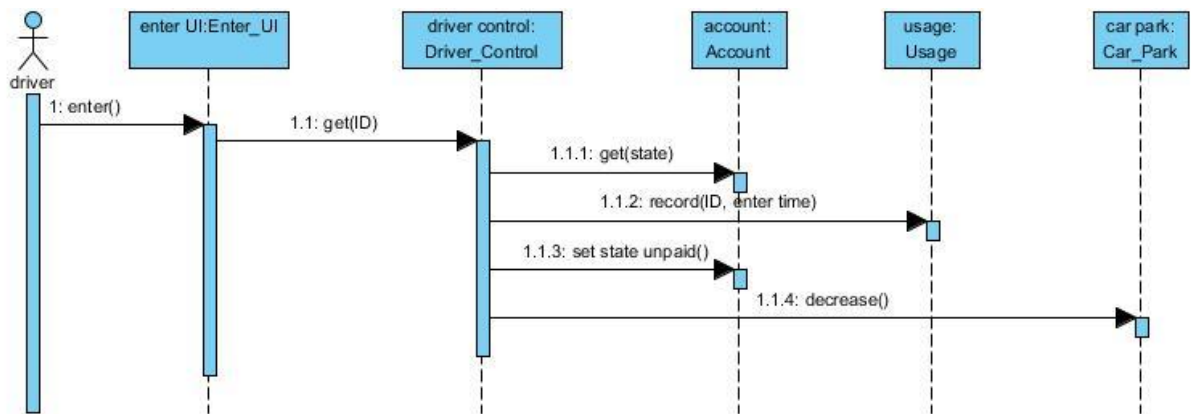 enter UI:Enter_UI
driver control:
Driver_Control
account:
Account
usage:
Usage
car park:
Car_Park
driver
1: enter()
1.1: get(ID)
1.1.1: get(state)
1.1.2: record(ID, enter time)
1.1.3: set state unpaid()
1.1.4: decrease()